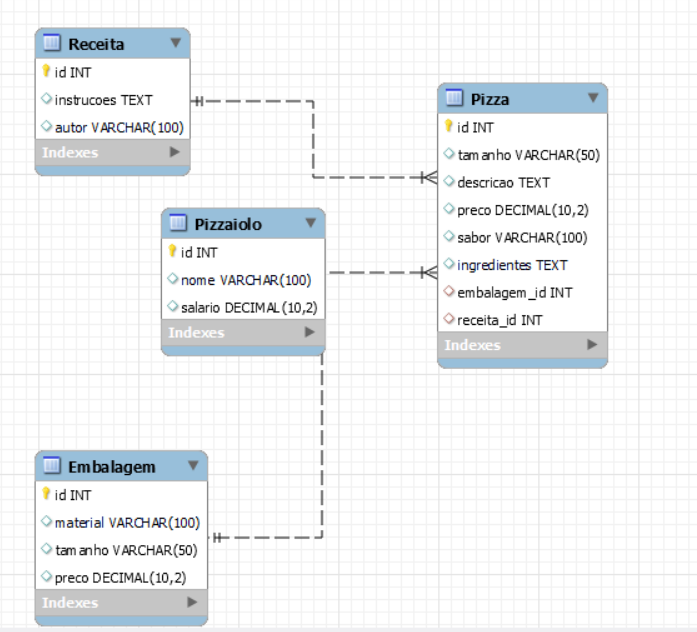 Receita
id INT
instrucoes TEXT
autor VARCHAR(100)
Indexes
Pizza
id INT
tamanho VARCHAR(50)
descricao TEXT
preco DECIMAL(10,2)
sabor VARCHAR(100)
ingredientes TEXT
embalagem_id INT
receita_id INT
Indexes
Pizzaiolo
id INT
nome VARCHAR(100)
salario DECIMAL(10,2)
Indexes
Embalagem
id INT
material VARCHAR(100)
tamanho VARCHAR(50)
preco DECIMAL(10,2)
Indexes